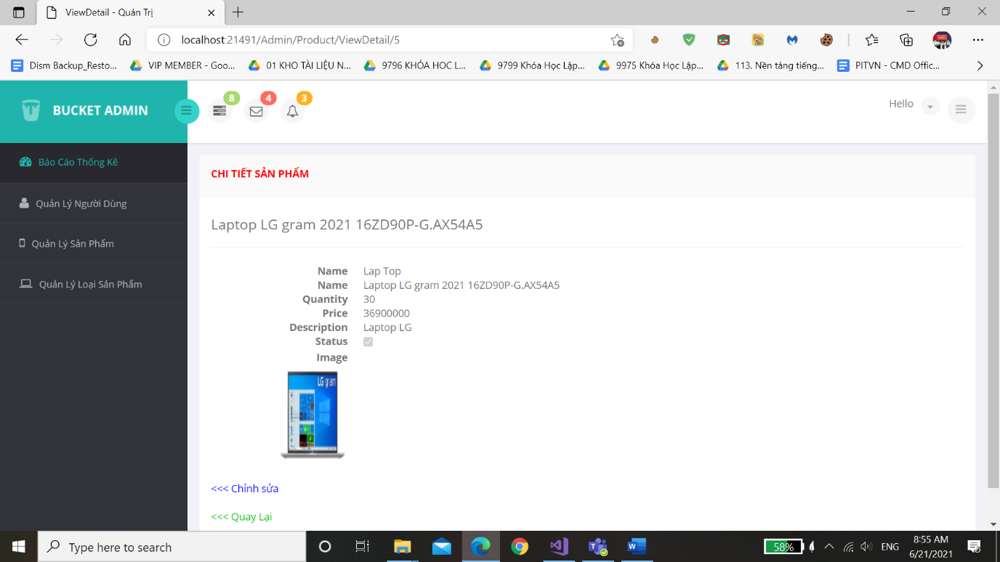 ViewDetail - Quản Trị
localhost:21491/Admin/Product/ViewDetail/5
Dism Backup_Resto...
VIP MEMBER - Goo...
01 KHO TÀI LIỆU N...
9796 KHÓA HOC L...
9799 Khóa Học Lập...
9975 Khóa Học Lập...
113. Nền tảng tiếng...
PITVN - CMD Offic...
BUCKET ADMIN
8
4
3
Hello
Báo Cáo Thống Kê
Quản Lý Người Dùng
Quản Lý Sản Phẩm
Quản Lý Loại Sản Phẩm
CHI TIẾT SẢN PHẨM
Laptop LG gram 2021 16ZD90P-G.AX54A5
Name Lap Top
Name Laptop LG gram 2021 16ZD90P-G.AX54A5
Quantity 30
Price 36900000
Description Laptop LG
Status
Image
LG gram
<<< Chỉnh sửa
<<< Quay Lại
Type here to search
58%
ENG
8:55 AM
6/21/2021